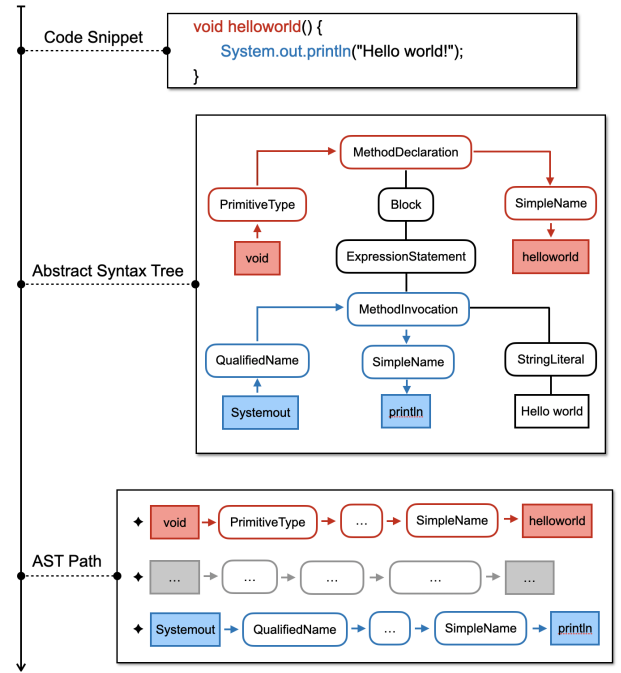 Code Snippet
void helloworld() {
System.out.println("Hello world!");
}
Abstract Syntax Tree
MethodDeclaration
PrimitiveType
Block
SimpleName
void
ExpressionStatement
helloworld
MethodInvocation
QualifiedName
SimpleName
StringLiteral
Systemout
println
Hello world
AST Path
void PrimitiveType ... SimpleName helloworld
... ... ... ... ...
Systemout QualifiedName ... SimpleName println